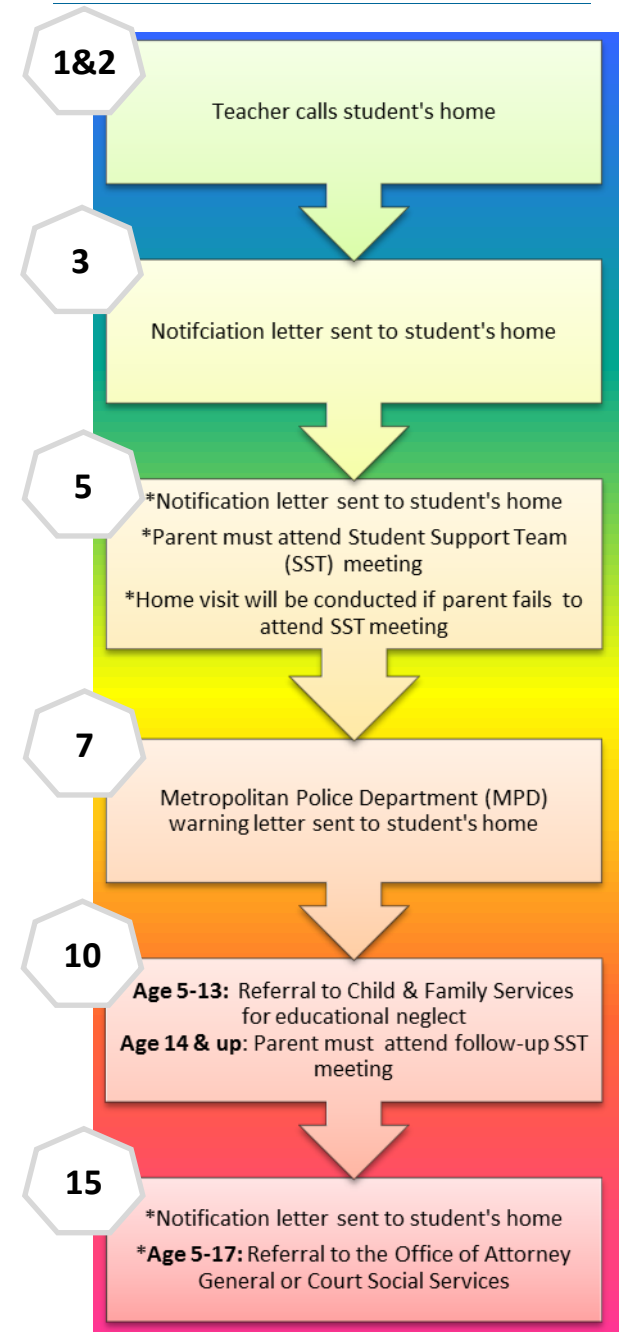 1&2
Teacher calls student's home
3
Notifciation letter sent to student's home
5
*Notification letter sent to student's home
*Parent must attend Student Support Team
(SST) meeting
*Home visit will be conducted if parent fails to
attend SST meeting
7
Metropolitan Police Department (MPD)
warning letter sent to student's home
10
Age 5-13: Referral to Child & Family Services
for educational neglect
Age 14 & up: Parent must attend follow-up SST
meeting
15
*Notification letter sent to student's home
*Age 5-17: Referral to the Office of Attorney
General or Court Social Services